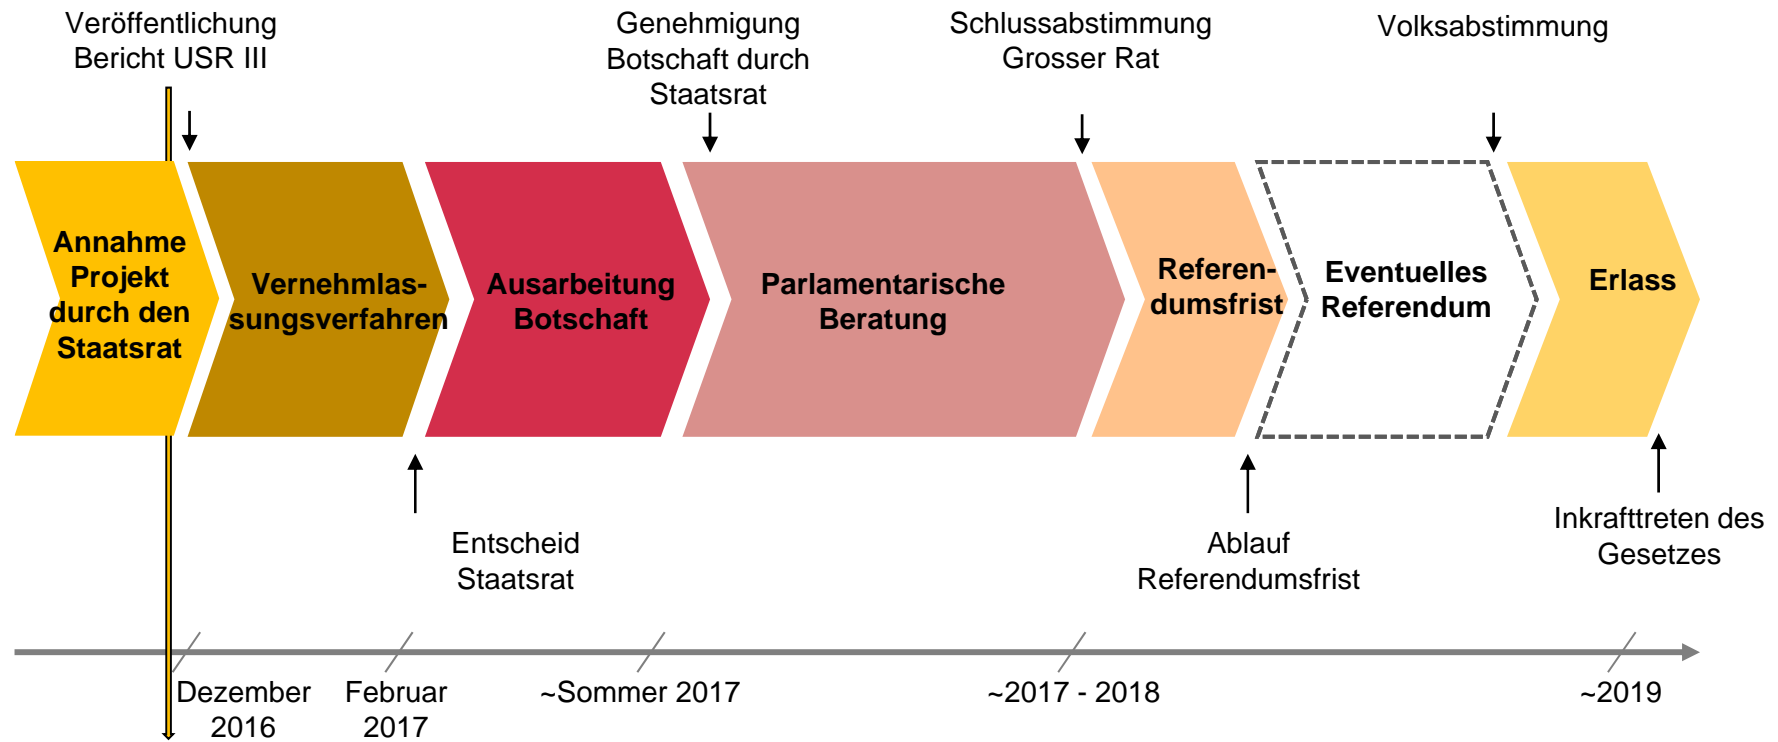 Veröffentlichung
Bericht USR III
Genehmigung
Botschaft durch
Staatsrat
Schlussabstimmung
Grosser Rat
Volksabstimmung
Annahme
Projekt
durch den
Staatsrat
Vernehmlas-
sungsverfahren
Ausarbeitung
Botschaft
Parlamentarische
Beratung
Referen-
dumsfrist
Eventuelles
Referendum
Erlass
Entscheid
Staatsrat
Ablauf
Referendumsfrist
Inkrafttreten des
Gesetzes
Dezember
2016
Februar
2017
~Sommer 2017
~2017 - 2018
~2019